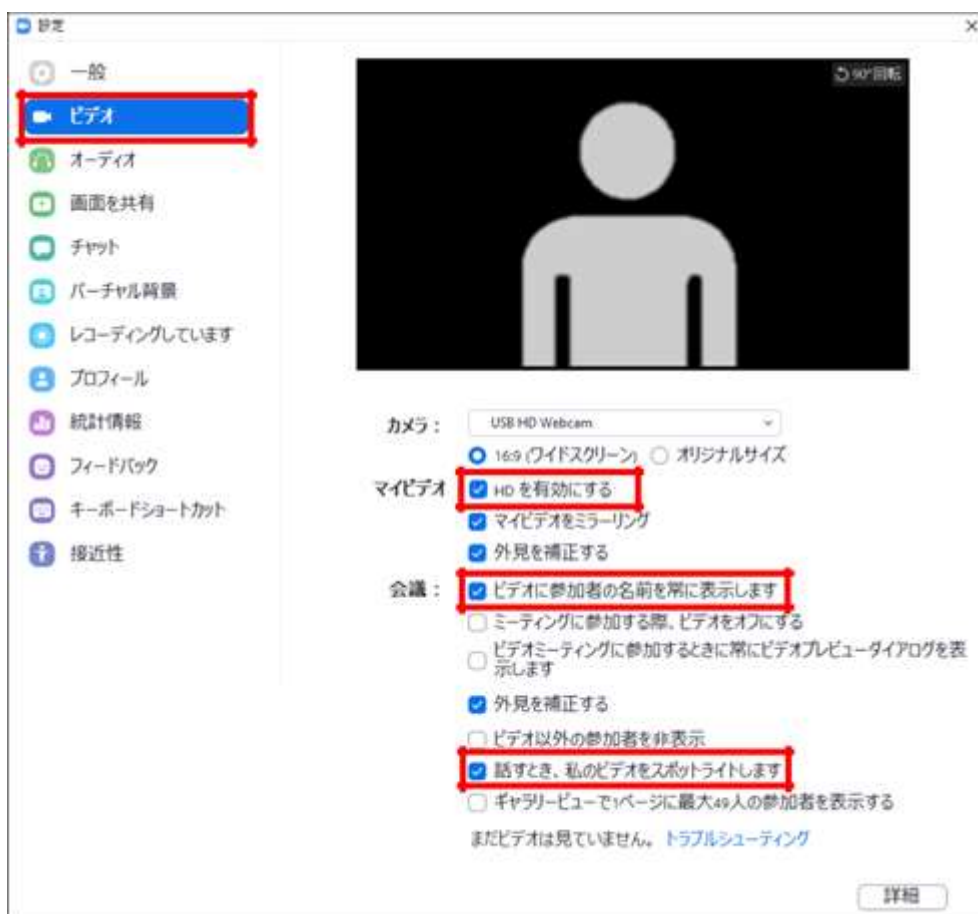 設定
一般
ビデオ
オーディオ
画面を共有
チャット
バーチャル背景
レコーディングしています
プロフィール
統計情報
フィードバック
キーボードショートカット
接近性
90°回転
カメラ：
USB HD Webcam
16:9 (ワイドスクリーン)
オリジナルサイズ
マイビデオ
HD を有効にする
マイビデオをミラーリング
外見を補正する
会議：
ビデオに参加者の名前を常に表示します
ミーティングに参加する際、ビデオをオフにする
ビデオミーティングに参加するときに常にビデオプレビューダイアログを表
示します
外見を補正する
ビデオ以外の参加者を非表示
話すとき、私のビデオをスポットライトします
ギャラリービューで1ページに最大49人の参加者を表示する
まだビデオは見ていません。 トラブルシューティング
詳細